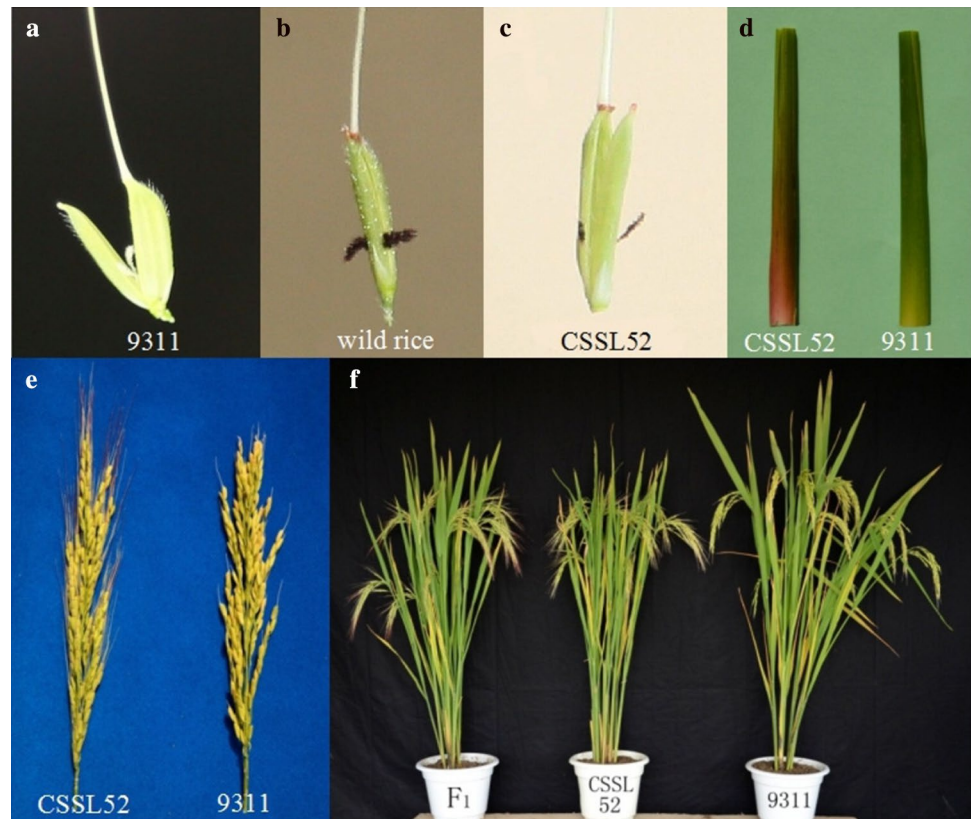 a
b
c
d
9311
wild rice
CSSL52
CSSL52 9311
e
f
CSSL52 9311
F1
CSSL
52
9311